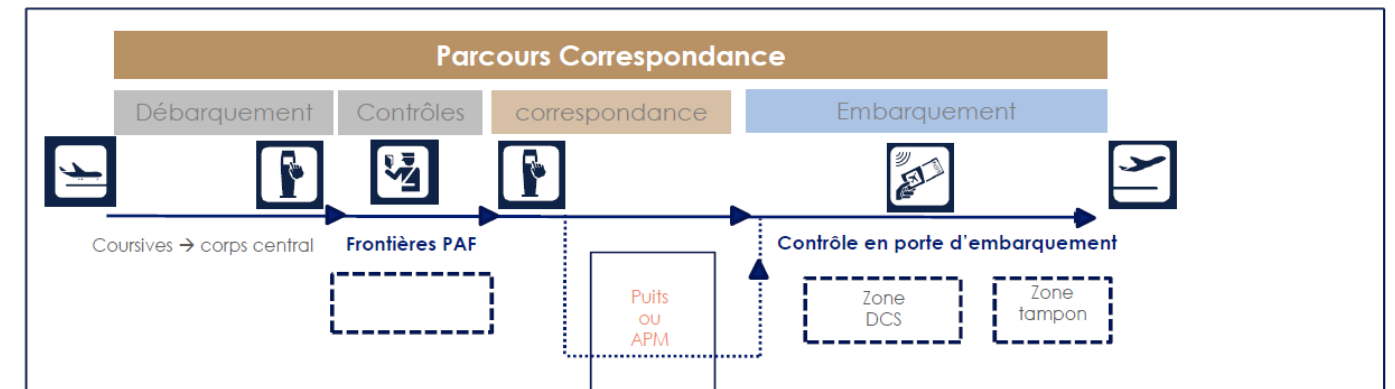 Parcours Correspondance
Débarquement
Contrôles
correspondance
Embarquement
Coursives → corps central
Frontières PAF
Contrôle en porte d'embarquement
Puits
ou
APM
Zone
DCS
Zone
tampon